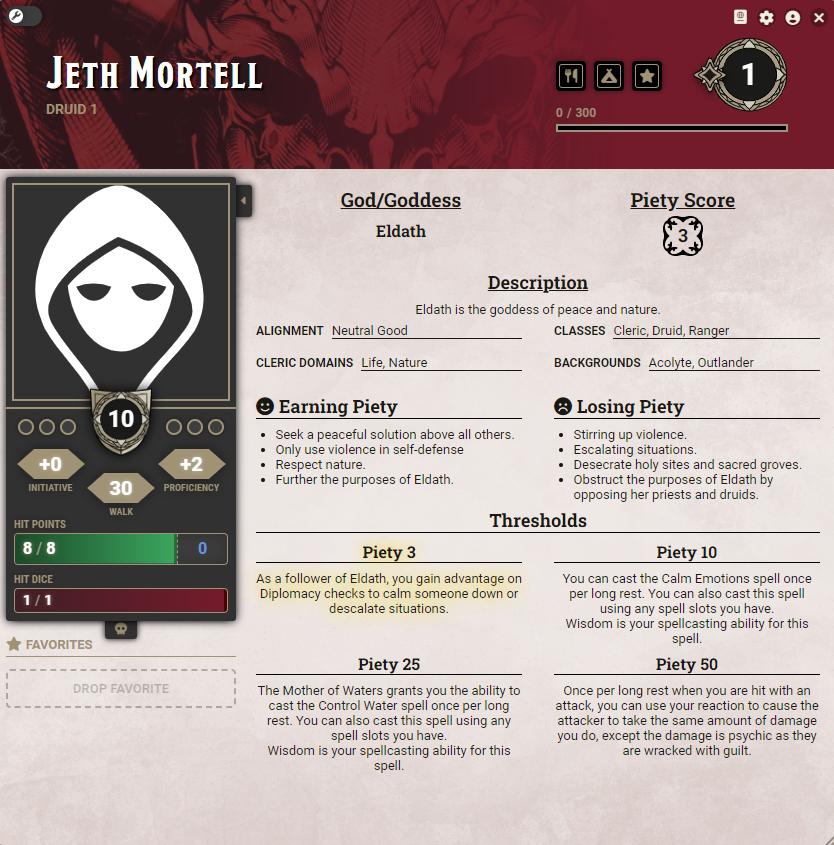 Jeth Mortell
DRUID 1
1
0 / 300
God/Goddess
Eldath
Piety Score
3
Description
Eldath is the goddess of peace and nature.
ALIGNMENT Neutral Good
CLASSES Cleric, Druid, Ranger
CLERIC DOMAINS Life, Nature
BACKGROUNDS Acolyte, Outlander
Earning Piety
• Seek a peaceful solution above all others.
• Only use violence in self-defense
• Respect nature.
• Further the purposes of Eldath.
Losing Piety
• Stirring up violence.
• Escalating situations.
• Desecrate holy sites and sacred groves.
• Obstruct the purposes of Eldath by
opposing her priests and druids.
Thresholds
Piety 3
As a follower of Eldath, you gain advantage on
Diplomacy checks to calm someone down or
descalate situations.
Piety 10
You can cast the Calm Emotions spell once
per long rest. You can also cast this spell
using any spell slots you have.
Wisdom is your spellcasting ability for this
spell.
Piety 25
The Mother of Waters grants you the ability to
cast the Control Water spell once per long
rest. You can also cast this spell using any
spell slots you have.
Wisdom is your spellcasting ability for this
spell.
Piety 50
Once per long rest when you are hit with an
attack, you can use your reaction to cause the
attacker to take the same amount of damage
you do, except the damage is psychic as they
are wracked with guilt.
10
+0
INITIATIVE
30
WALK
+2
PROFICIENCY
HIT POINTS
8 / 8
0
HIT DICE
1 / 1
FAVORITES
DROP FAVORITE